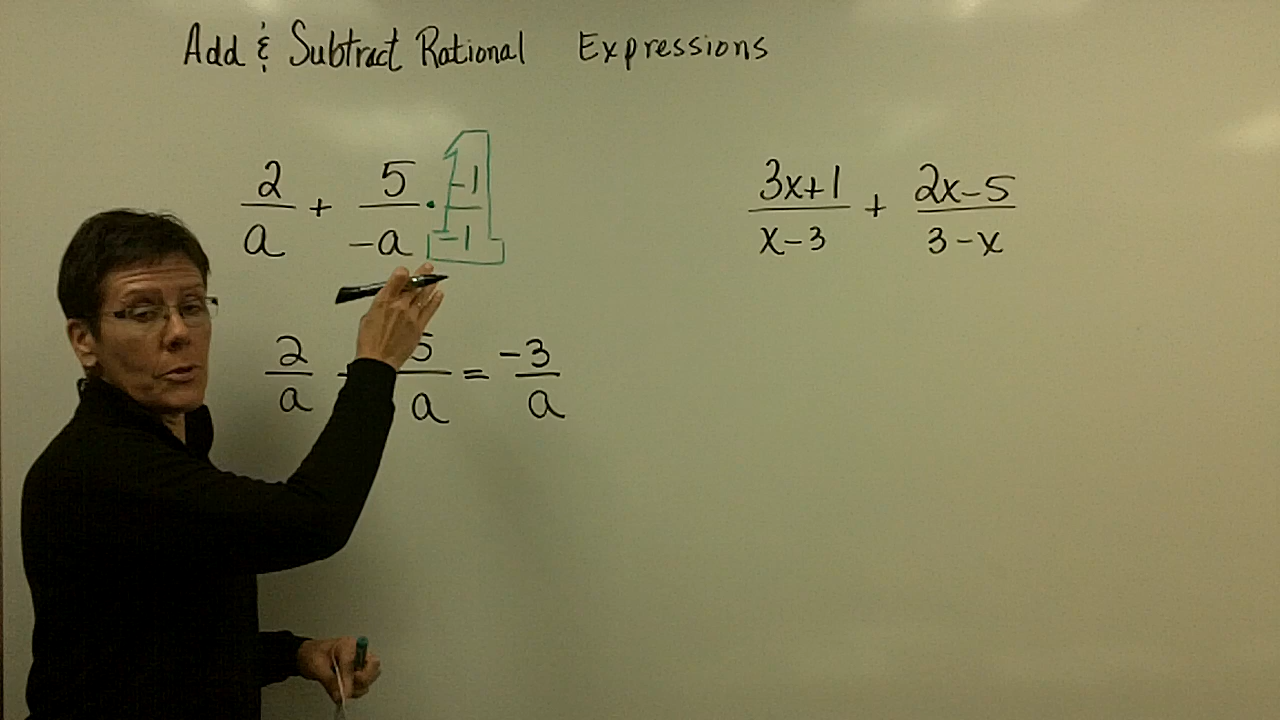 Add & Subtract Rational Expressions
2/a + 5/-a · -1/-1
3x+1/x-3 + 2x-5/3-x
2/a - 5/a = -3/a